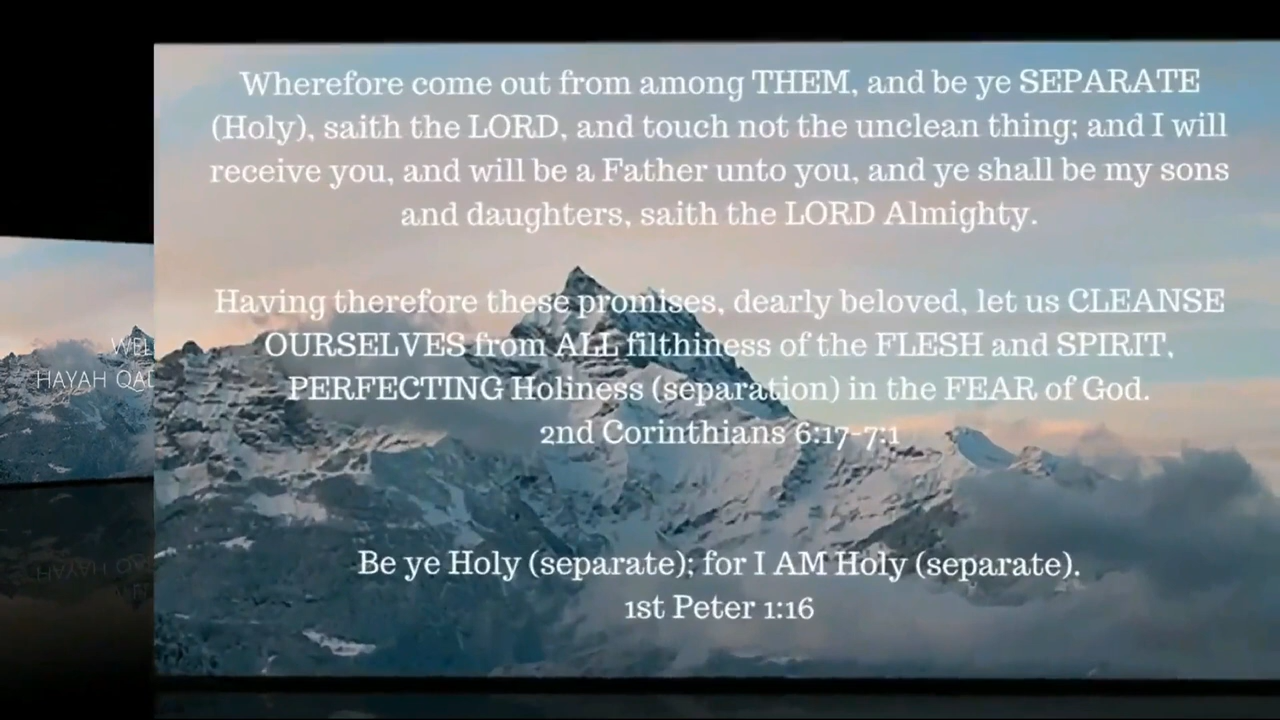 Wherefore come out from among THEM, and be ye SEPARATE
(Holy), saith the LORD, and touch not the unclean thing; and I will
receive you, and will be a Father unto you, and ye shall be my sons
and daughters, saith the LORD Almighty.
Having therefore these promises, dearly beloved, let us CLEANSE
OURSELVES from ALL filthiness of the FLESH and SPIRIT,
PERFECTING Holiness (separation) in the FEAR of God.
2nd Corinthians 6:17-7:1
Be ye Holy (separate); for I AM Holy (separate).
1st Peter 1:16
WEL
HAYAH QAD